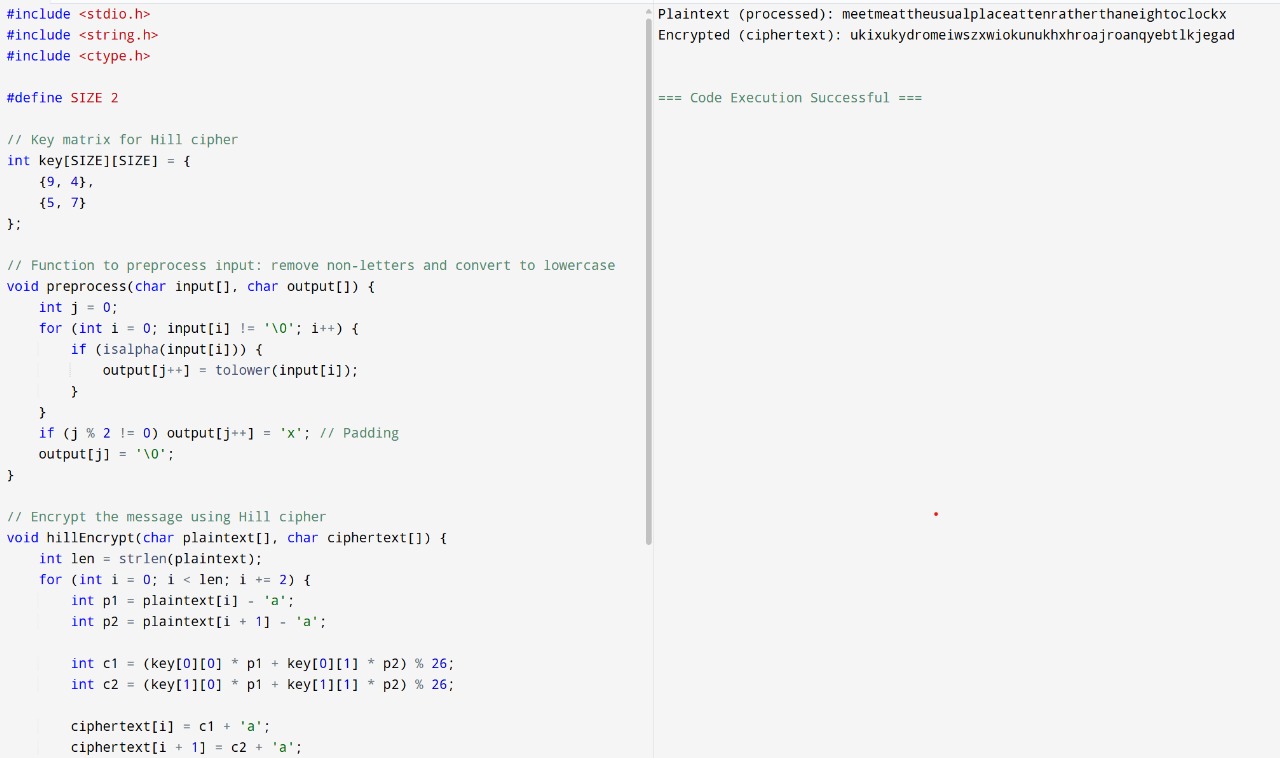 #include <stdio.h>
#include <string.h>
#include <ctype.h>

#define SIZE 2

// Key matrix for Hill cipher
int key[SIZE][SIZE] = {
    {9, 4},
    {5, 7}
};

// Function to preprocess input: remove non-letters and convert to lowercase
void preprocess(char input[], char output[]) {
    int j = 0;
    for (int i = 0; input[i] != '\0'; i++) {
        if (isalpha(input[i])) {
            output[j++] = tolower(input[i]);
        }
    }
    if (j % 2 != 0) output[j++] = 'x'; // Padding
    output[j] = '\0';
}

// Encrypt the message using Hill cipher
void hillEncrypt(char plaintext[], char ciphertext[]) {
    int len = strlen(plaintext);
    for (int i = 0; i < len; i += 2) {
        int p1 = plaintext[i] - 'a';
        int p2 = plaintext[i + 1] - 'a';

        int c1 = (key[0][0] * p1 + key[0][1] * p2) % 26;
        int c2 = (key[1][0] * p1 + key[1][1] * p2) % 26;

        ciphertext[i] = c1 + 'a';
        ciphertext[i + 1] = c2 + 'a';
Plaintext (processed): meetmeattheusualplaceattenratherthaneightoclockx
Encrypted (ciphertext): ukixukydromeiwszxwiokunukhxhroajroanqyebtlkjegad

=== Code Execution Successful ===